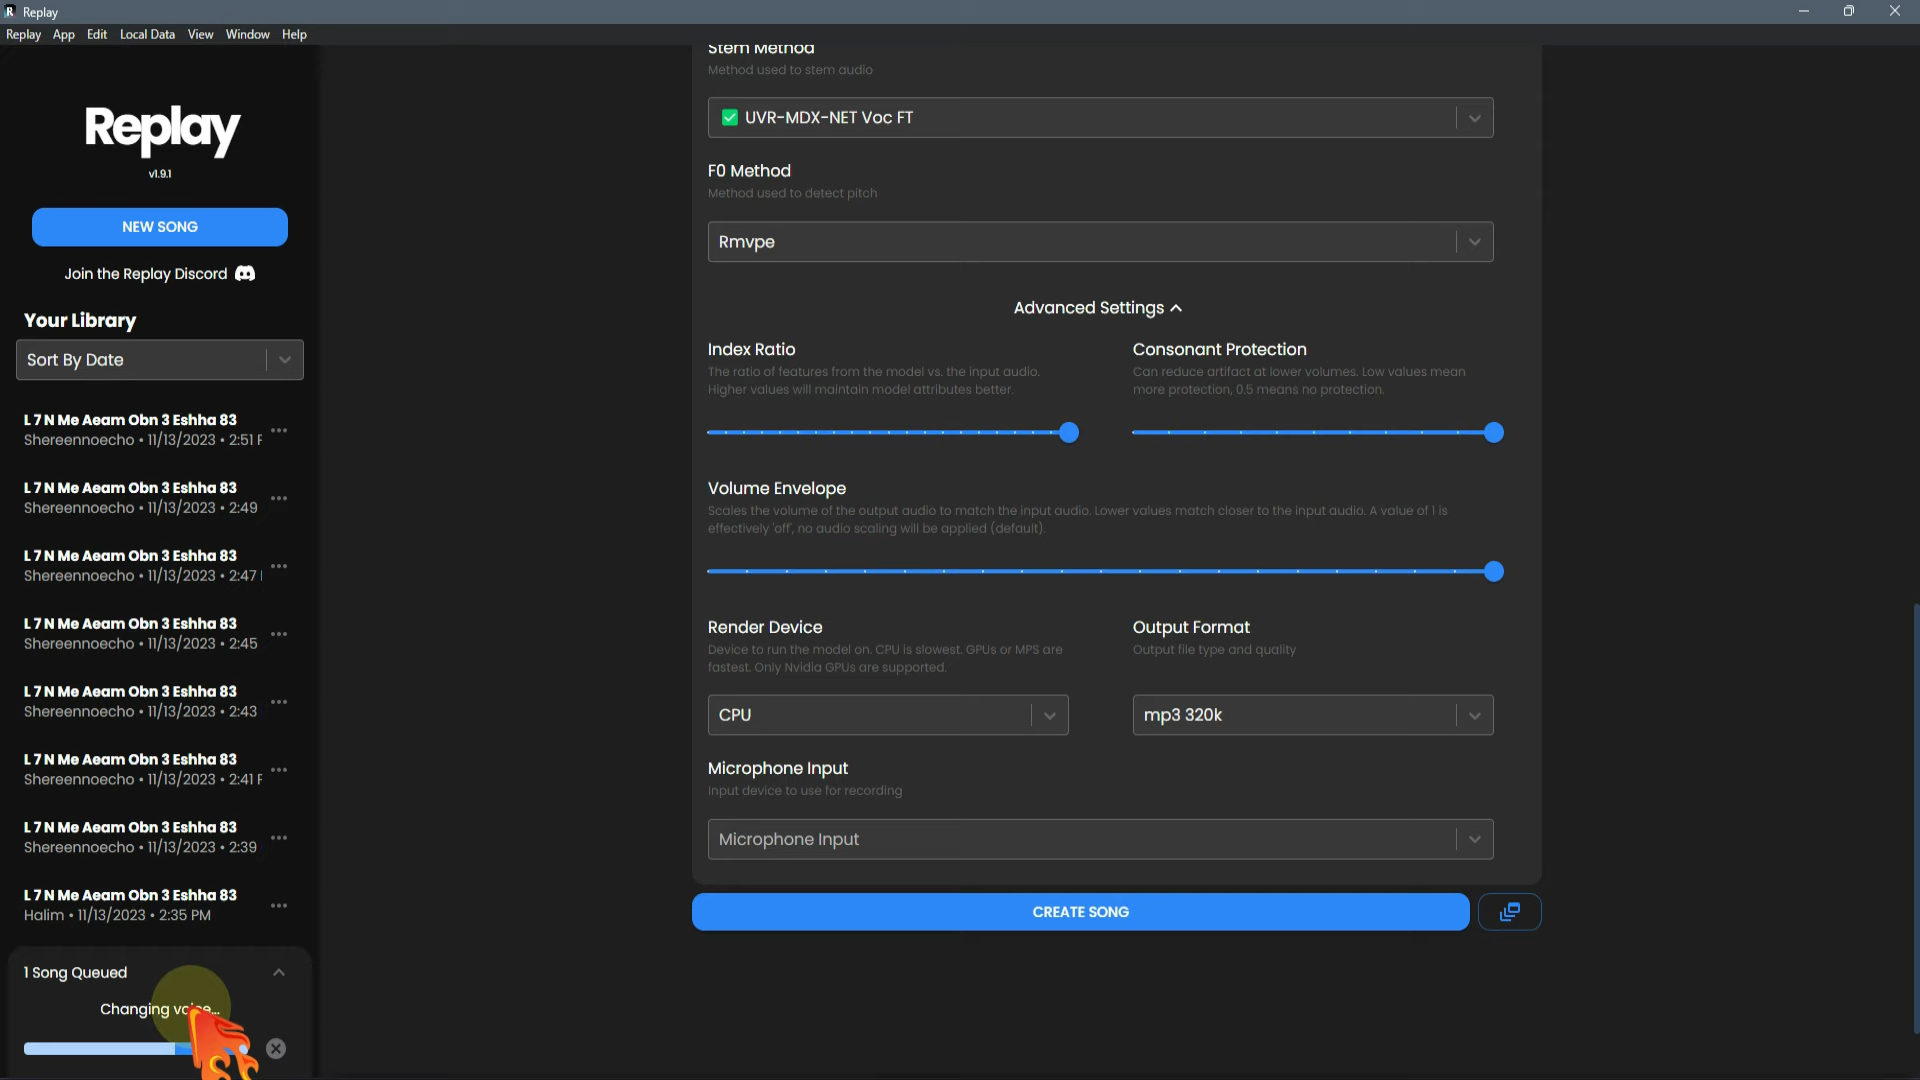 Replay
Replay App Edit Local Data View Window Help
Replay
v1.9.1
NEW SONG
Join the Replay Discord
Your Library
Sort By Date
L 7 N Me Aeam Obn 3 Eshha 83
Shereennoecho • 11/13/2023 • 2:51
L 7 N Me Aeam Obn 3 Eshha 83
Shereennoecho • 11/13/2023 • 2:49
L 7 N Me Aeam Obn 3 Eshha 83
Shereennoecho • 11/13/2023 • 2:47
L 7 N Me Aeam Obn 3 Eshha 83
Shereennoecho • 11/13/2023 • 2:45
L 7 N Me Aeam Obn 3 Eshha 83
Shereennoecho • 11/13/2023 • 2:43
L 7 N Me Aeam Obn 3 Eshha 83
Shereennoecho • 11/13/2023 • 2:41
L 7 N Me Aeam Obn 3 Eshha 83
Shereennoecho • 11/13/2023 • 2:39
L 7 N Me Aeam Obn 3 Eshha 83
Halim • 11/13/2023 • 2:35 PM
1 Song Queued
Changing voice...
Stem Method
Method used to stem audio
UVR-MDX-NET Voc FT
F0 Method
Method used to detect pitch
Rmvpe
Advanced Settings
Index Ratio
The ratio of features from the model vs. the input audio.
Higher values will maintain model attributes better.
Consonant Protection
Can reduce artifact at lower volumes. Low values mean
more protection, 0.5 means no protection.
Volume Envelope
Scales the volume of the output audio to match the input audio. Lower values match closer to the input audio. A value of 1 is
effectively 'off', no audio scaling will be applied (default).
Render Device
Device to run the model on. CPU is slowest. GPUs or MPS are
fastest. Only Nvidia GPUs are supported.
CPU
Output Format
Output file type and quality
mp3 320k
Microphone Input
Input device to use for recording
Microphone Input
CREATE SONG